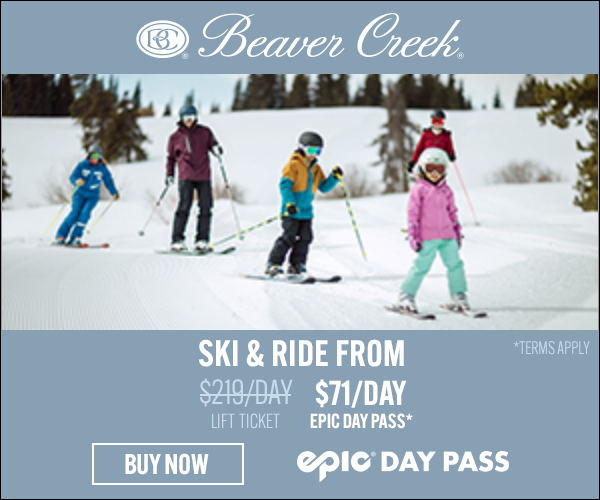 BC® Beaver Creek®
SKI & RIDE FROM
*TERMS APPLY
$219/DAY $71/DAY
LIFT TICKET EPIC DAY PASS*
BUY NOW epic® DAY PASS